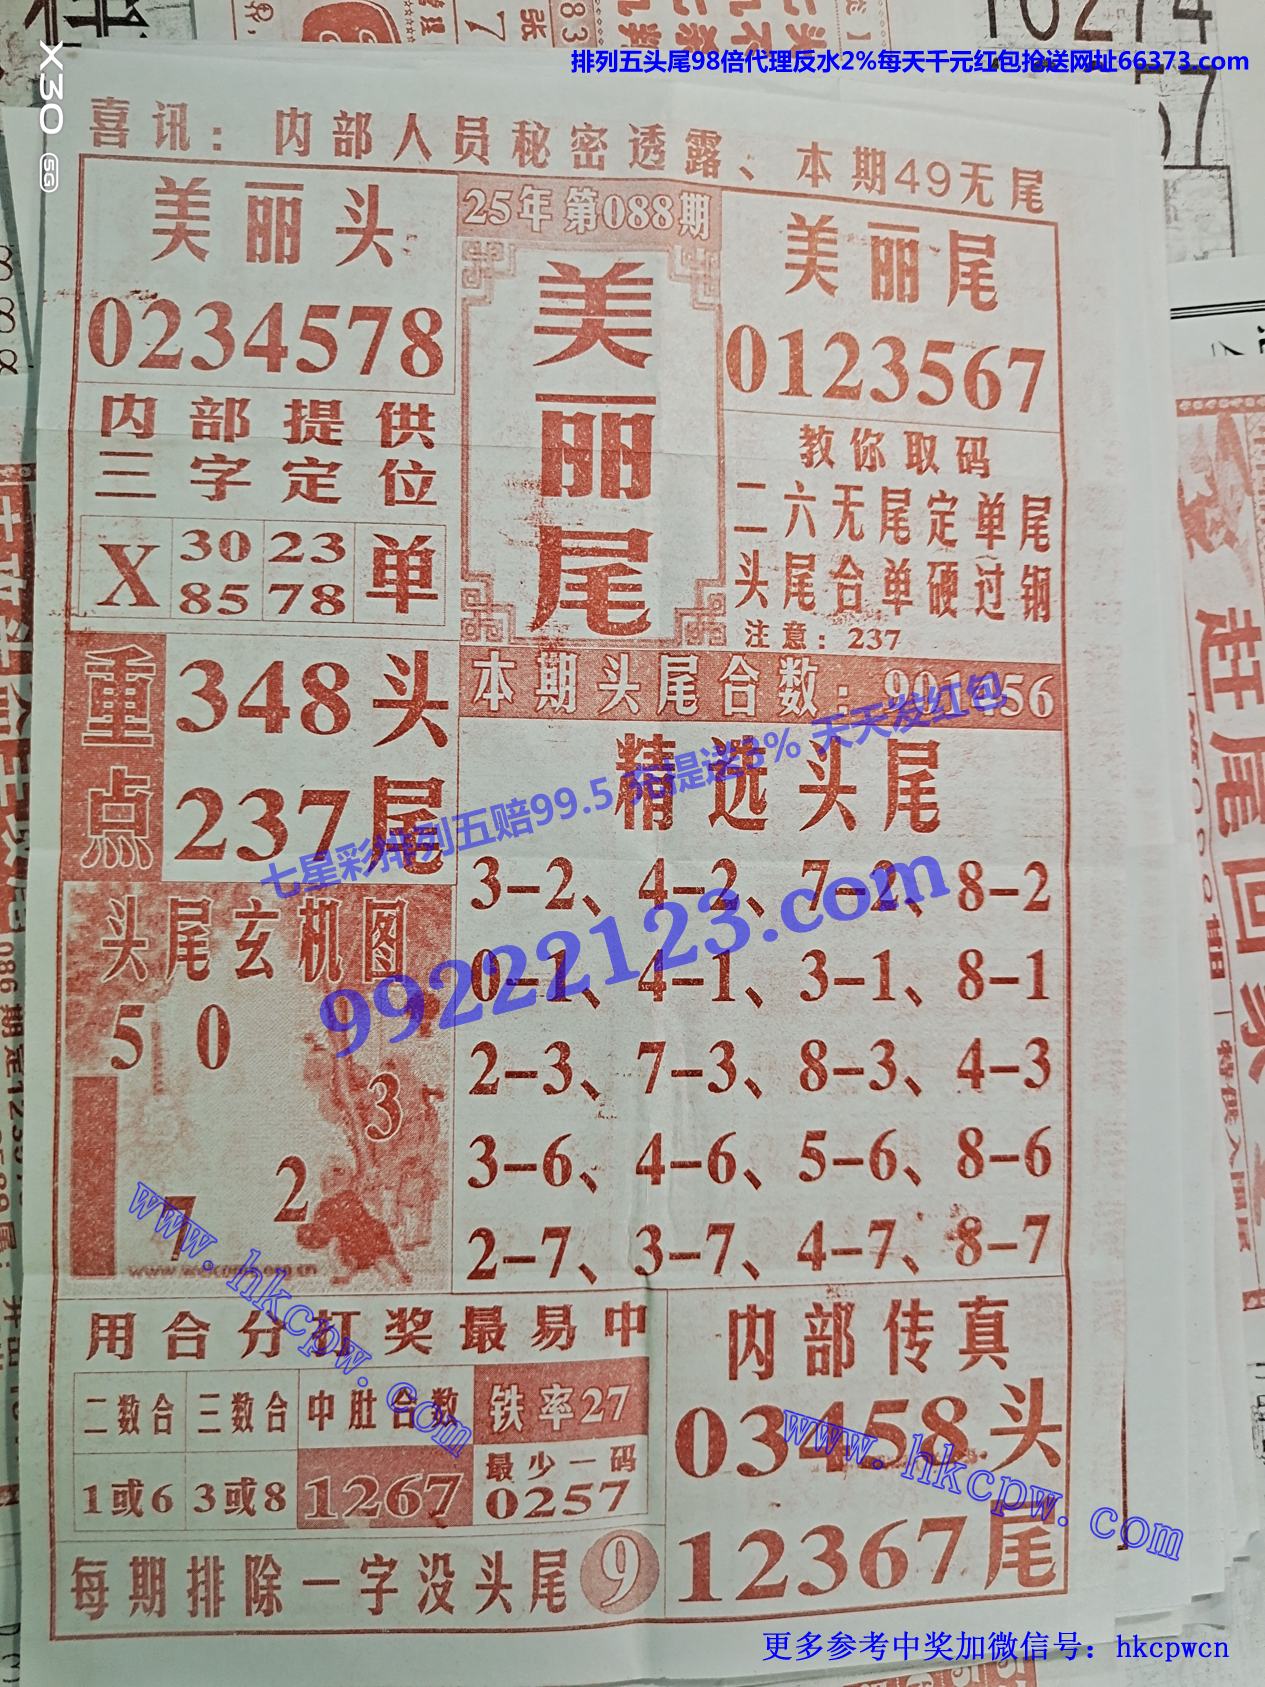 排列五头尾98倍代理反水2%每天千元红包抢送网址66373.com
X30 5G
喜讯：内部人员秘密透露、本期49无尾
美丽头
0234578
25年第088期
美丽尾
美丽尾
0123567
内部提供
三字定位
X 30 23 单
85 78
教你取码
二六无尾定单尾
头尾合单硬过钢
注意：237
重点
348头
237尾
本期头尾合数：901456
精选头尾
3-2、4-2、7-2、8-2
0-1、4-1、3-1、8-1
2-3、7-3、8-3、4-3
3-6、4-6、5-6、8-6
2-7、3-7、4-7、8-7
七星彩排列五赔99.5充提送3% 天天发红包
99222123.com
头尾玄机图
5 0
3
2
7
www.hkcpw.com
用合分打奖最易中
二数合 三数合 中肚合数 铁率27
1或6 3或8 1267 最少一码
0257
每期排除一字没头尾 9
内部传真
03458头
12367尾
www.hkcpw.com
更多参考中奖加微信号：hkcpwcn